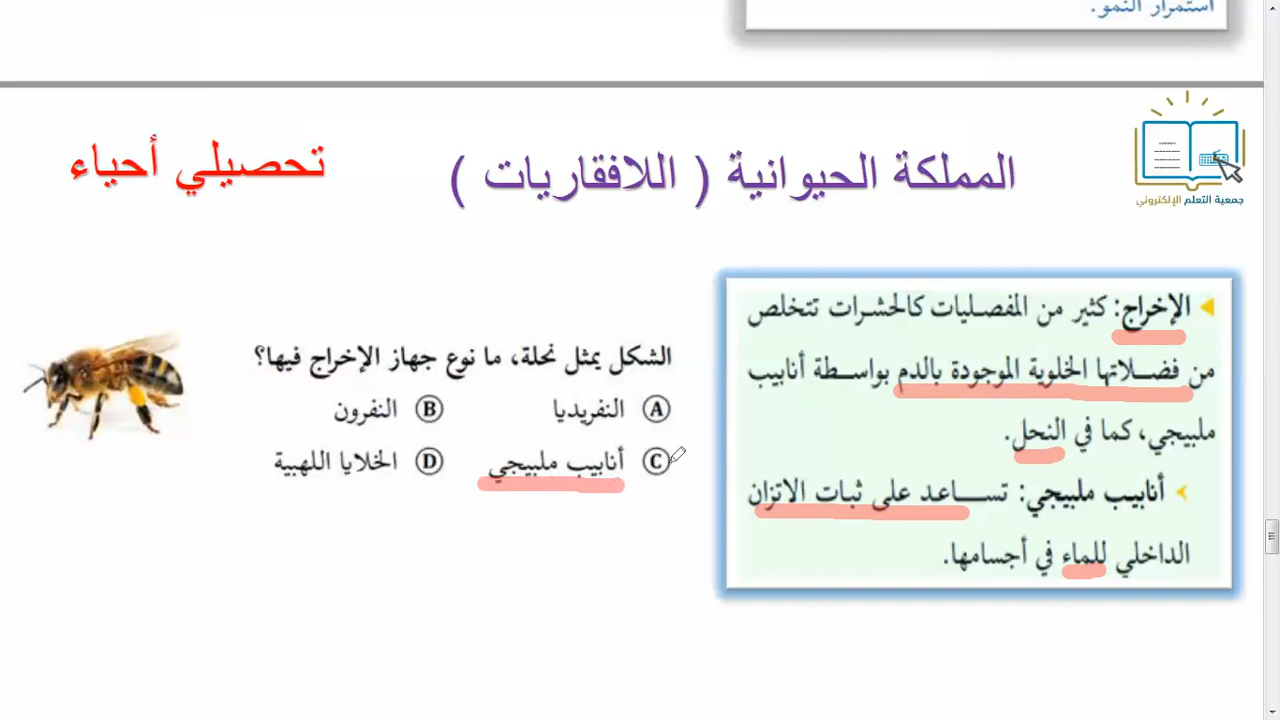 استمرار النمو.
جمعية التعلم الإلكتروني
المملكة الحيوانية ( اللافقاريات )
تحصيلي أحياء
الإخراج: كثير من المفصليات كالحشرات تتخلص
من فضلاتها الخلوية الموجودة بالدم بواسطة أنابيب
ملبيجي، كما في النحل.
أنابيب ملبيجي: تساعد على ثبات الاتزان
الداخلي للماء في أجسامها.
الشكل يمثل نحلة، ما نوع جهاز الإخراج فيها؟
A النفريديا
B النفرون
C أنابيب ملبيجي
D الخلايا اللهبية